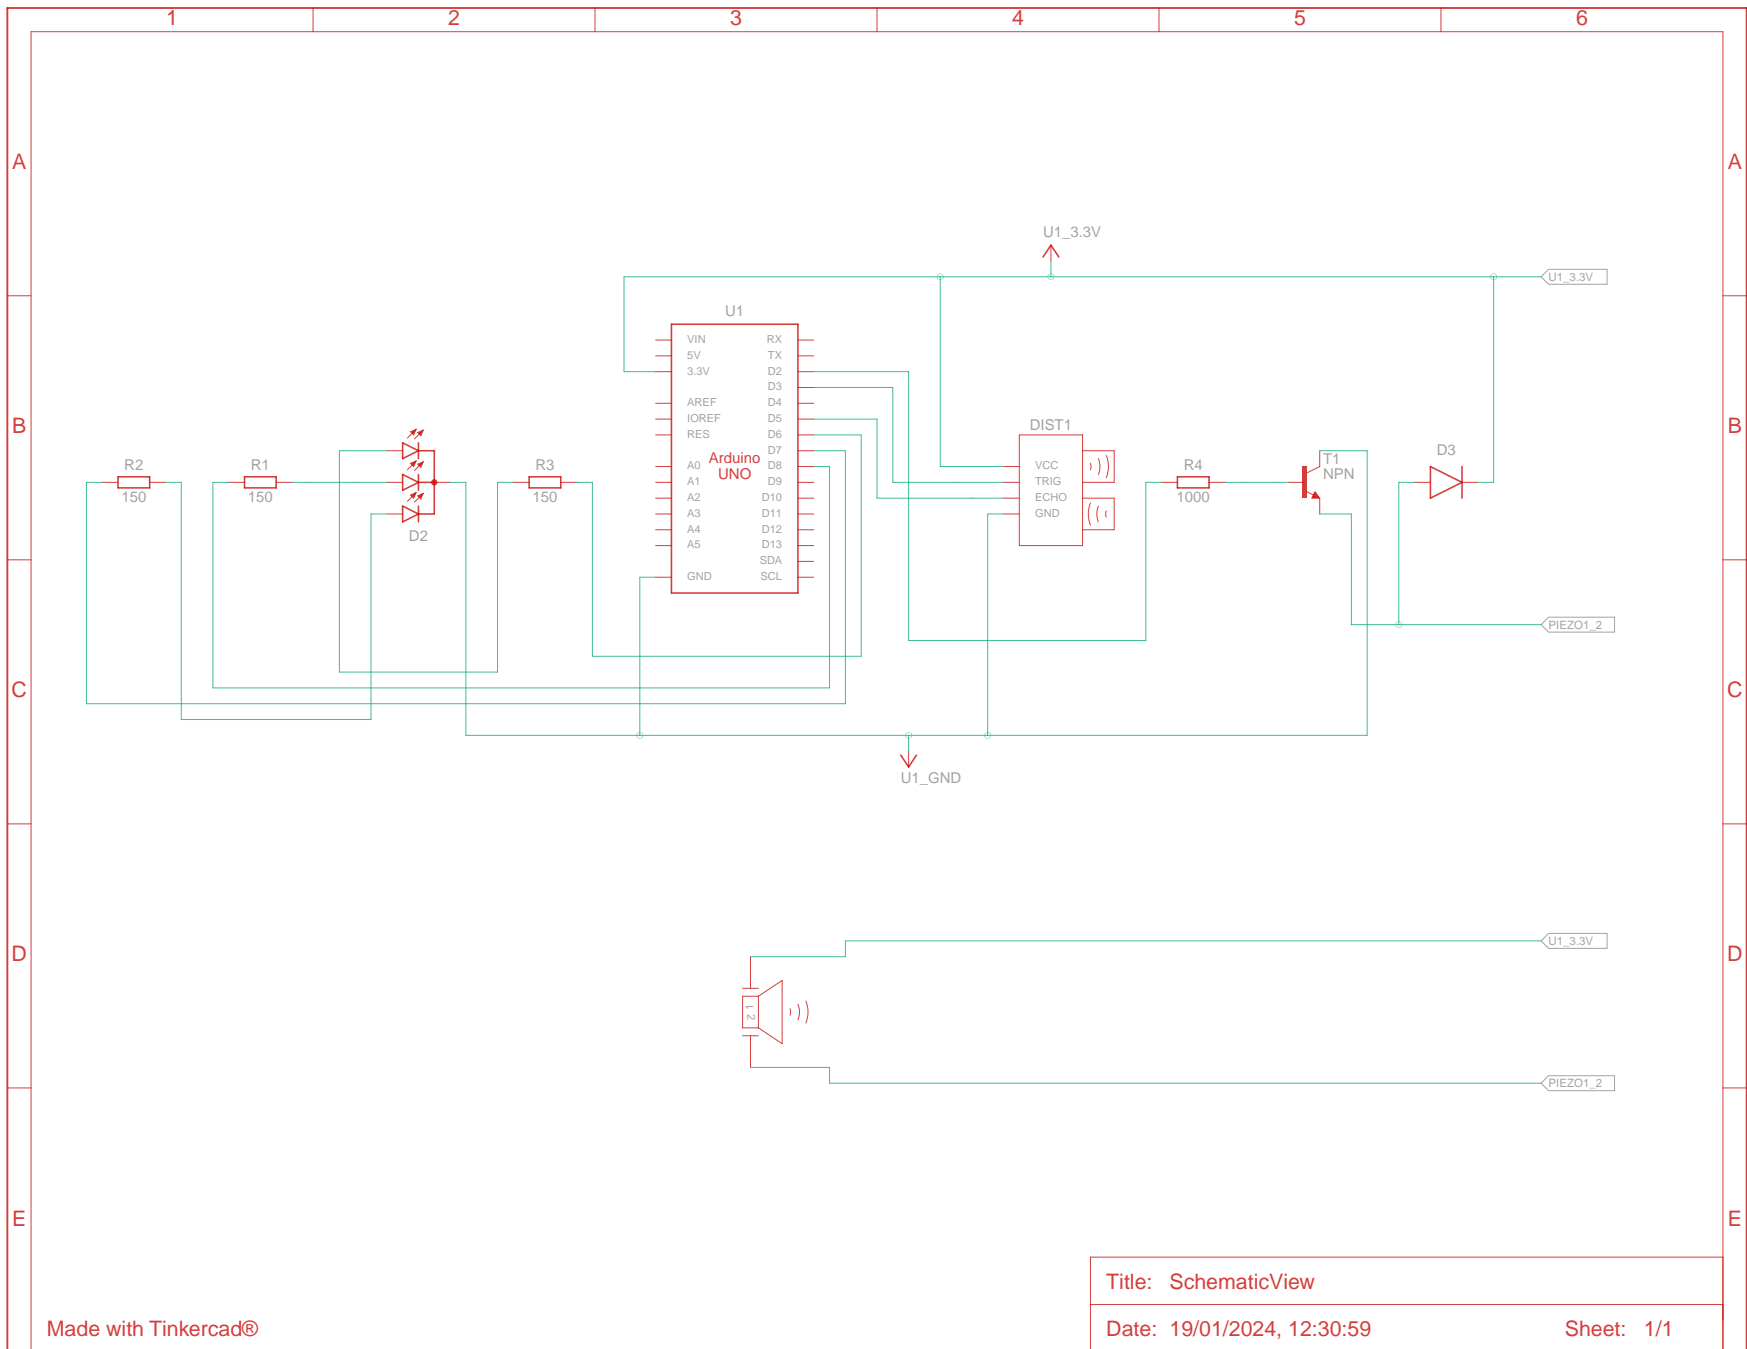 1 2 3 4 5 6
A A
U1_3.3V
U1_3.3V
U1
VIN RX
5V TX
3.3V D2
D3
AREF D4
IOREF D5
RES D6
D7
A0 D8
A1 D9
A2 D10
A3 D11
A4 D12
A5 D13
SDA
GND SCL
Arduino
UNO
B B
R2
150
R1
150
D2
R3
150
DIST1
VCC
TRIG
ECHO
GND
R4
1000
T1
NPN
D3
PIEZO1_2
C C
U1_GND
D D
U1_3.3V
1 2
PIEZO1_2
E E
Title: SchematicView
Made with Tinkercad®
Date: 19/01/2024, 12:30:59 Sheet: 1/1